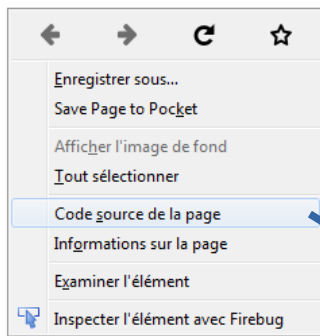 Enregistrer sous...
Save Page to Pocket
Afficher l'image de fond
Tout sélectionner
Code source de la page
Informations sur la page
Examiner l'élément
Inspecter l'élément avec Firebug